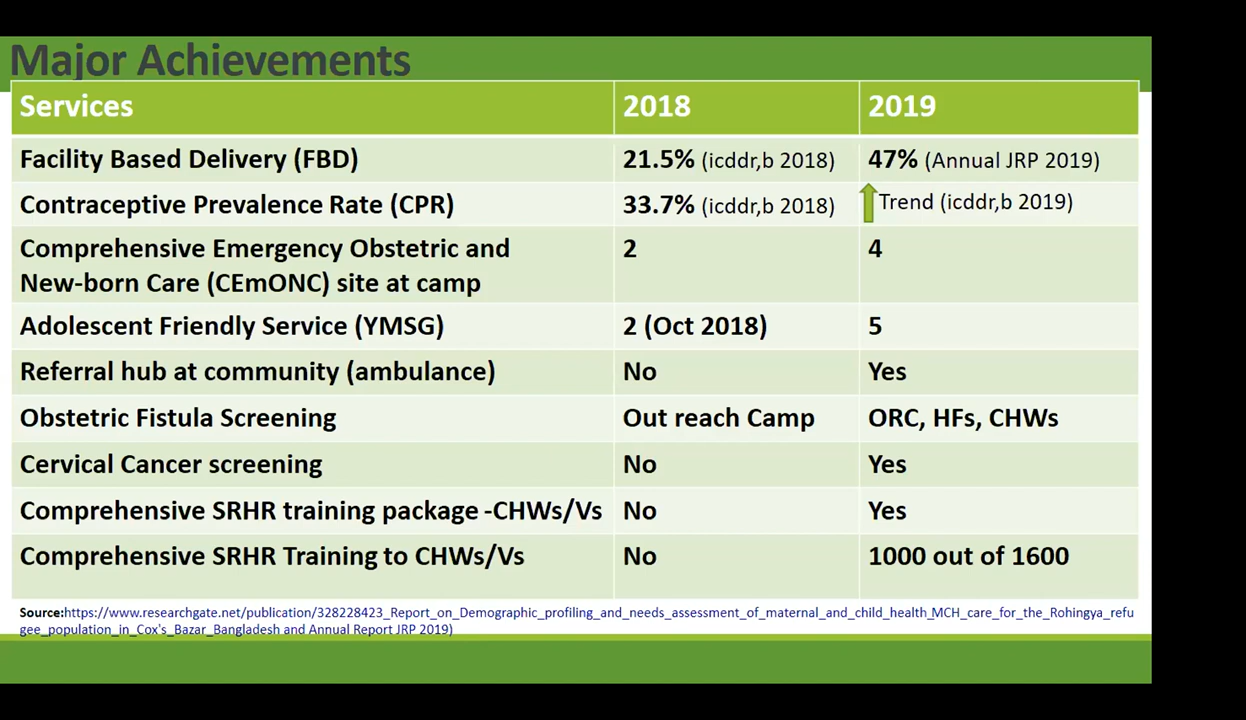 Major Achievements
Services 2018 2019
Facility Based Delivery (FBD) 21.5% (icddr,b 2018) 47% (Annual JRP 2019)
Contraceptive Prevalence Rate (CPR) 33.7% (icddr,b 2018) Trend (icddr,b 2019)
Comprehensive Emergency Obstetric and 2 4
New-born Care (CEmONC) site at camp
Adolescent Friendly Service (YMSG) 2 (Oct 2018) 5
Referral hub at community (ambulance) No Yes
Obstetric Fistula Screening Out reach Camp ORC, HFs, CHWs
Cervical Cancer screening No Yes
Comprehensive SRHR training package -CHWs/Vs No Yes
Comprehensive SRHR Training to CHWs/Vs No 1000 out of 1600
Source:https://www.researchgate.net/publication/328228423_Report_on_Demographic_profiling_and_needs_assessment_of_maternal_and_child_health_MCH_care_for_the_Rohingya_refu
gee_population_in_Cox's_Bazar_Bangladesh and Annual Report JRP 2019)